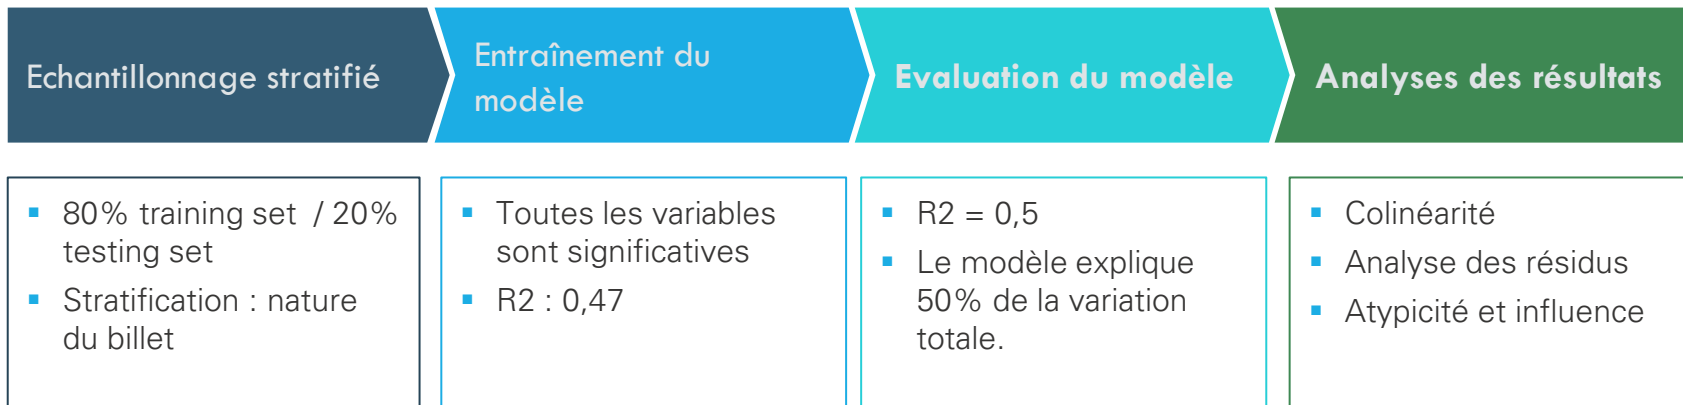 Echantillonnage stratifié
Entraînement du
modèle
Evaluation du modèle
Analyses des résultats
▪ 80% training set / 20%
testing set
▪ Stratification : nature
du billet
▪ Toutes les variables
sont significatives
▪ R2 : 0,47
▪ R2 = 0,5
▪ Le modèle explique
50% de la variation
totale.
▪ Colinéarité
▪ Analyse des résidus
▪ Atypicité et influence